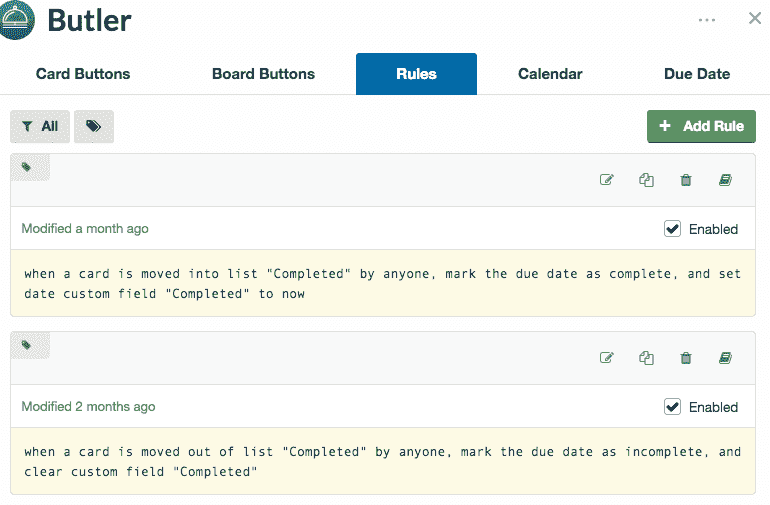 Butler
Card Buttons Board Buttons Rules Calendar Due Date
All + Add Rule
Modified a month ago Enabled
when a card is moved into list "Completed" by anyone, mark the due date as complete, and set
date custom field "Completed" to now
Modified 2 months ago Enabled
when a card is moved out of list "Completed" by anyone, mark the due date as incomplete, and
clear custom field "Completed"